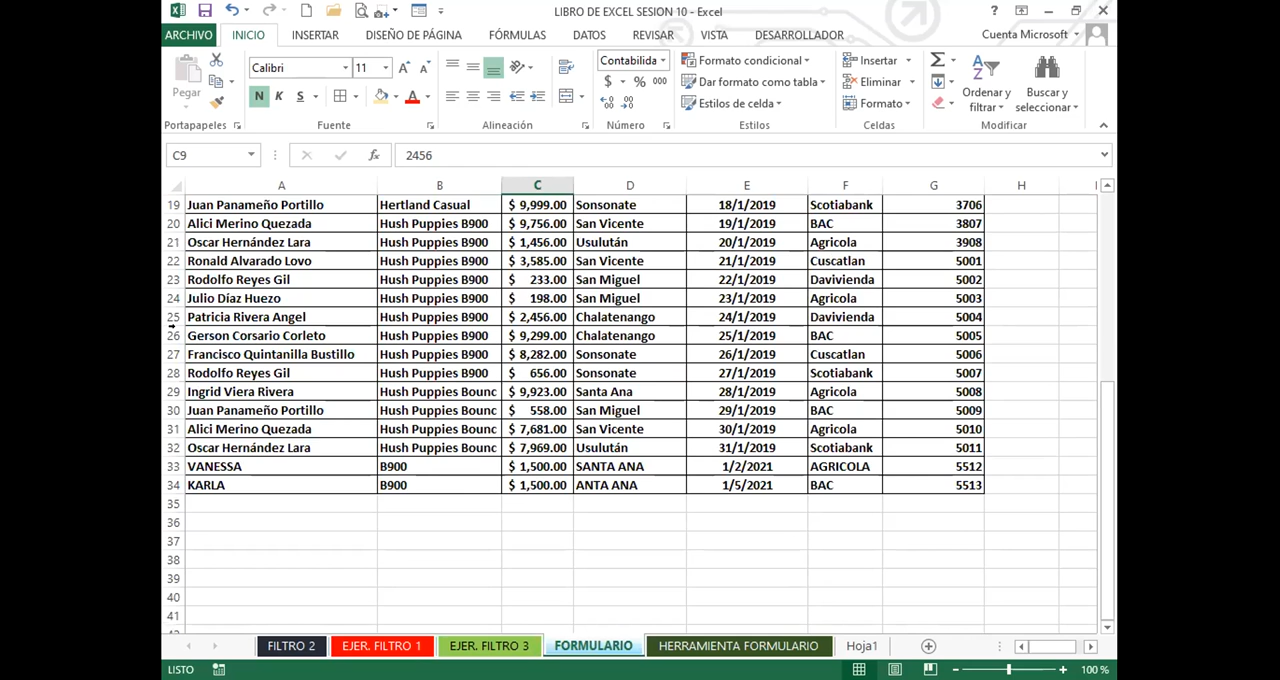 LIBRO DE EXCEL SESION 10 - Excel
ARCHIVO INICIO INSERTAR DISEÑO DE PÁGINA FÓRMULAS DATOS REVISAR VISTA DESARROLLADOR Cuenta Microsoft
Pegar
Portapapeles
Calibri 11
N K S
Fuente
Alineación
Contabilida
$ % 000
Número
Formato condicional
Dar formato como tabla
Estilos de celda
Estilos
Insertar
Eliminar
Formato
Celdas
Ordenar y filtrar
Buscar y seleccionar
Modificar
C9 fx 2456
A B C D E F G H I
19 Juan Panameño Portillo Hertland Casual $ 9,999.00 Sonsonate 18/1/2019 Scotiabank 3706
20 Alici Merino Quezada Hush Puppies B900 $ 9,756.00 San Vicente 19/1/2019 BAC 3807
21 Oscar Hernández Lara Hush Puppies B900 $ 1,456.00 Usulután 20/1/2019 Agricola 3908
22 Ronald Alvarado Lovo Hush Puppies B900 $ 3,585.00 San Vicente 21/1/2019 Cuscatlan 5001
23 Rodolfo Reyes Gil Hush Puppies B900 $ 233.00 San Miguel 22/1/2019 Davivienda 5002
24 Julio Díaz Huezo Hush Puppies B900 $ 198.00 San Miguel 23/1/2019 Agricola 5003
25 Patricia Rivera Angel Hush Puppies B900 $ 2,456.00 Chalatenango 24/1/2019 Davivienda 5004
26 Gerson Corsario Corleto Hush Puppies B900 $ 9,299.00 Chalatenango 25/1/2019 BAC 5005
27 Francisco Quintanilla Bustillo Hush Puppies B900 $ 8,282.00 Sonsonate 26/1/2019 Cuscatlan 5006
28 Rodolfo Reyes Gil Hush Puppies B900 $ 656.00 Sonsonate 27/1/2019 Scotiabank 5007
29 Ingrid Viera Rivera Hush Puppies Bounc $ 9,923.00 Santa Ana 28/1/2019 Agricola 5008
30 Juan Panameño Portillo Hush Puppies Bounc $ 558.00 San Miguel 29/1/2019 BAC 5009
31 Alici Merino Quezada Hush Puppies Bounc $ 7,681.00 San Vicente 30/1/2019 Agricola 5010
32 Oscar Hernández Lara Hush Puppies Bounc $ 7,969.00 Usulután 31/1/2019 Scotiabank 5011
33 VANESSA B900 $ 1,500.00 SANTA ANA 1/2/2021 AGRICOLA 5512
34 KARLA B900 $ 1,500.00 ANTA ANA 1/5/2021 BAC 5513
35
36
37
38
39
40
41
FILTRO 2 EJER. FILTRO 1 EJER. FILTRO 3 FORMULARIO HERRAMIENTA FORMULARIO Hoja1
LISTO 100 %